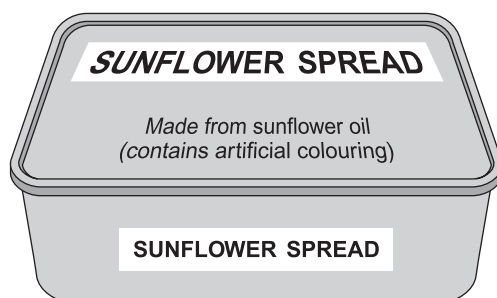 SUNFLOWER SPREAD
Made from sunflower oil
(contains artificial colouring)
SUNFLOWER SPREAD